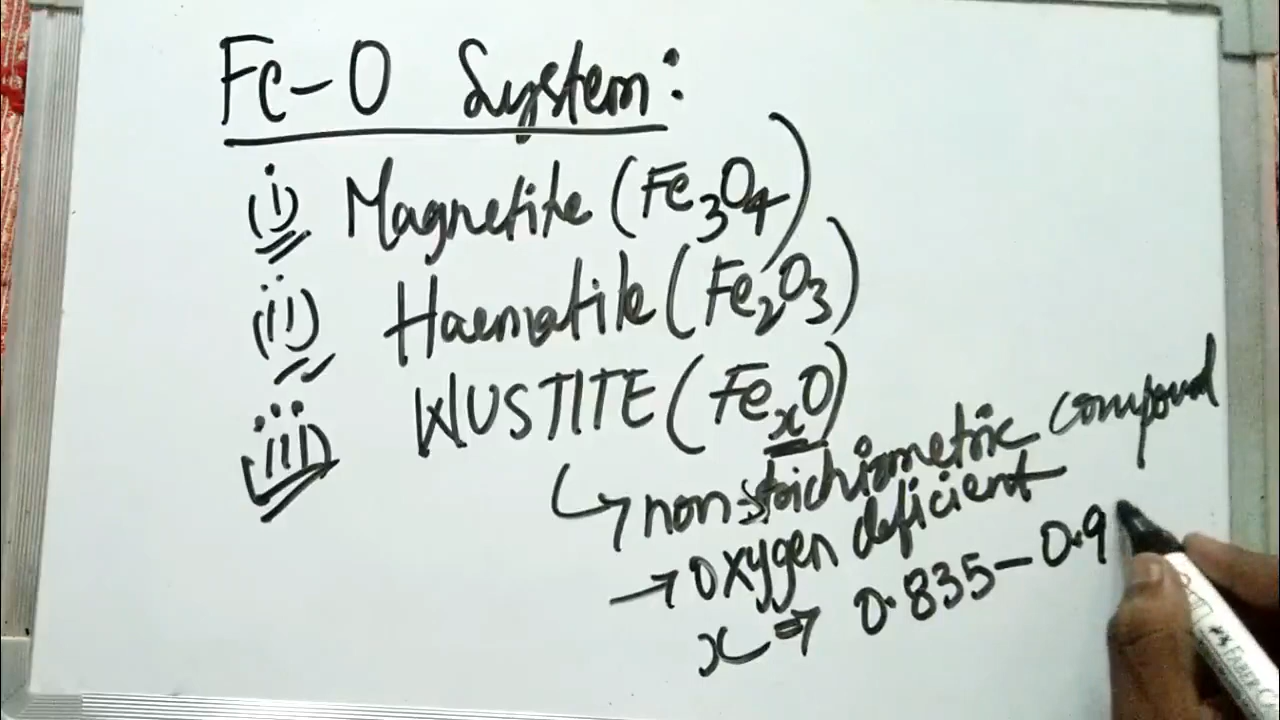 Fe-O System:
(i) Magnetite (Fe₃O₄)
(ii) Haematite (Fe₂O₃)
(iii) WUSTITE (FeₓO)
↳ non-stoichiometric compound
→ oxygen deficient
x ⇒ 0.835-0.9
FABER